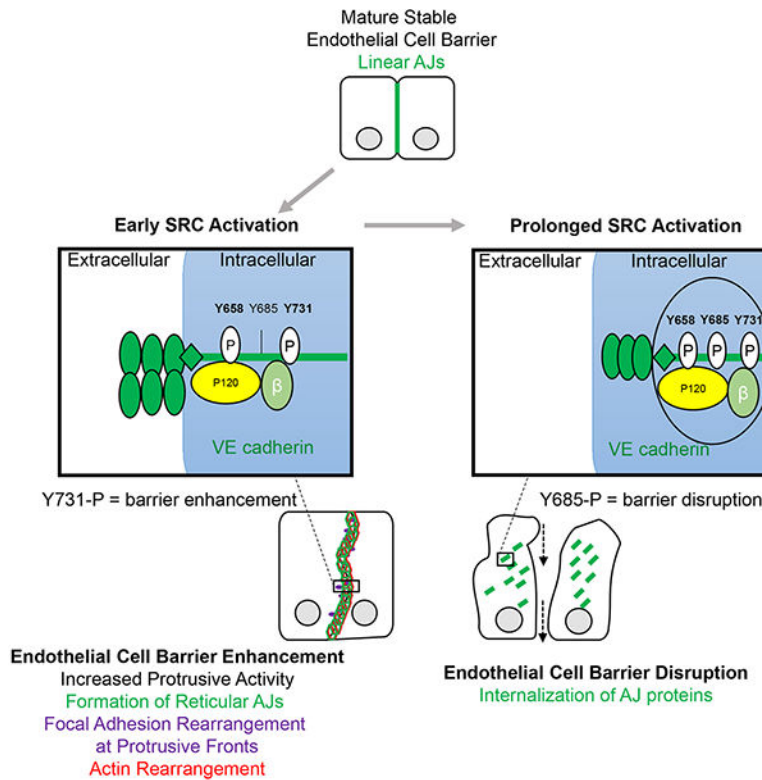 Mature Stable
Endothelial Cell Barrier
Linear AJs
Early SRC Activation
Extracellular
Intracellular
Y658
Y685
Y731
P
P
P120
β
VE cadherin
Y731-P = barrier enhancement
Endothelial Cell Barrier Enhancement
Increased Protrusive Activity
Formation of Reticular AJs
Focal Adhesion Rearrangement
at Protrusive Fronts
Actin Rearrangement
Prolonged SRC Activation
Extracellular
Intracellular
Y658
Y685
Y731
P
P
P
P120
β
VE cadherin
Y685-P = barrier disruption
Endothelial Cell Barrier Disruption
Internalization of AJ proteins